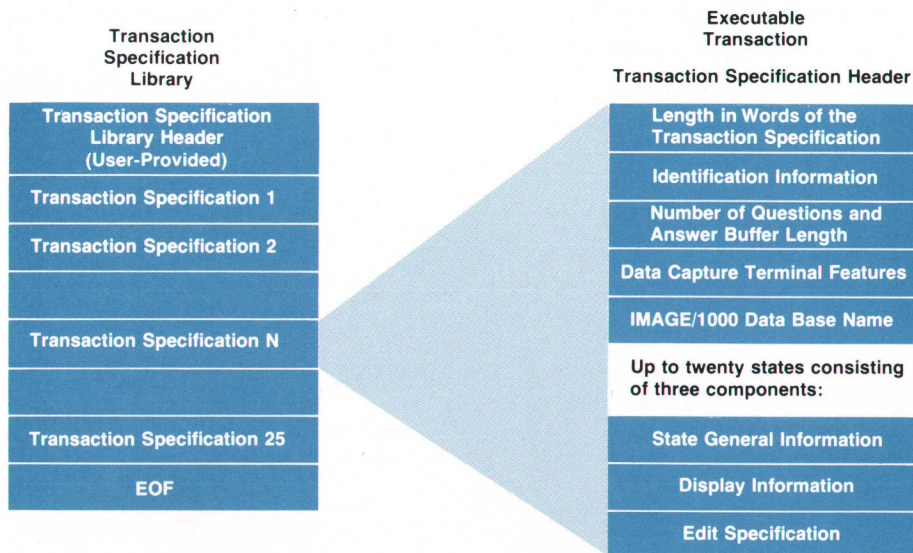 Transaction
Specification
Library
Transaction Specification
Library Header
(User-Provided)
Transaction Specification 1
Transaction Specification 2
Transaction Specification N
Transaction Specification 25
EOF
Executable
Transaction
Transaction Specification Header
Length in Words of the
Transaction Specification
Identification Information
Number of Questions and
Answer Buffer Length
Data Capture Terminal Features
IMAGE/1000 Data Base Name
Up to twenty states consisting
of three components:
State General Information
Display Information
Edit Specification